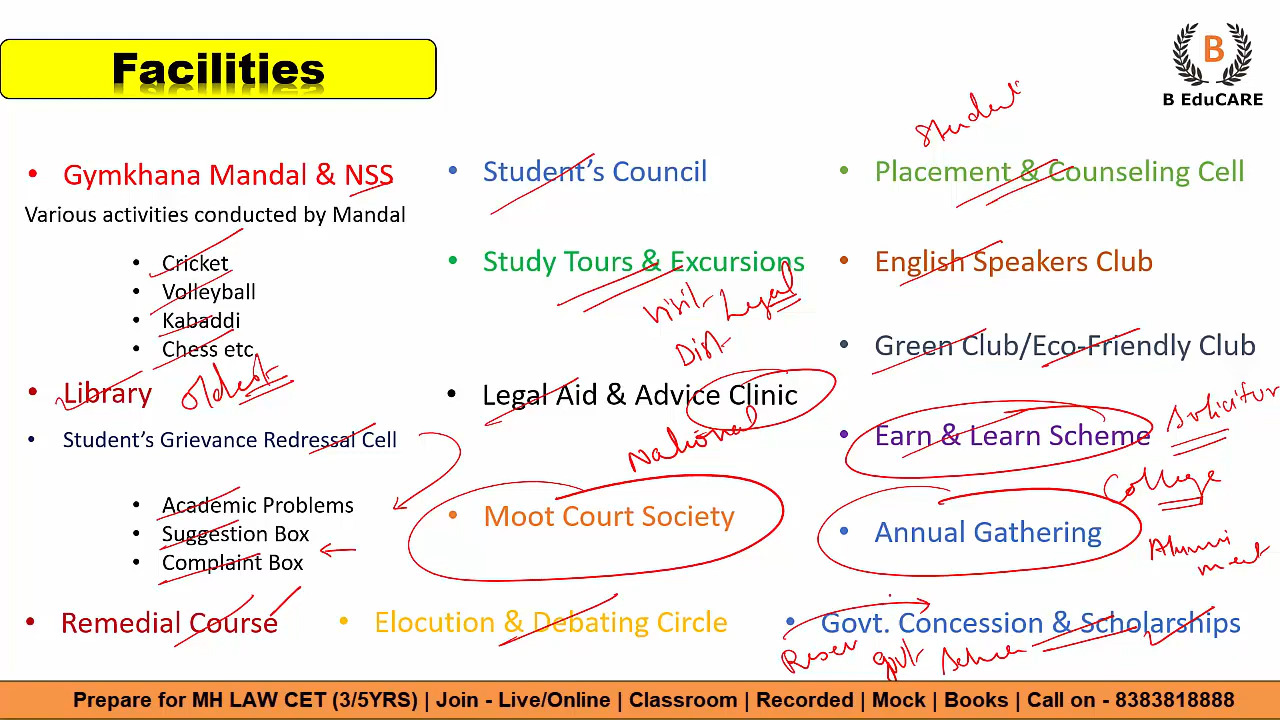 Facilities
B
B EduCARE
• Gymkhana Mandal & NSS
Various activities conducted by Mandal
• Cricket
• Volleyball
• Kabaddi
• Chess etc.
• Library
oldest
• Student's Grievance Redressal Cell
• Academic Problems
• Suggestion Box
• Complaint Box
• Remedial Course
• Student's Council
• Study Tours & Excursions
visit Legal
Dist
• Legal Aid & Advice Clinic
National
• Moot Court Society
• Elocution & Debating Circle
Student
• Placement & Counseling Cell
• English Speakers Club
• Green Club/Eco-Friendly Club
• Earn & Learn Scheme
Solicitor
College
• Annual Gathering
Alumni
meet
• Govt. Concession & Scholarships
govt
Prepare for MH LAW CET (3/5YRS) | Join - Live/Online | Classroom | Recorded | Mock | Books | Call on - 8383818888